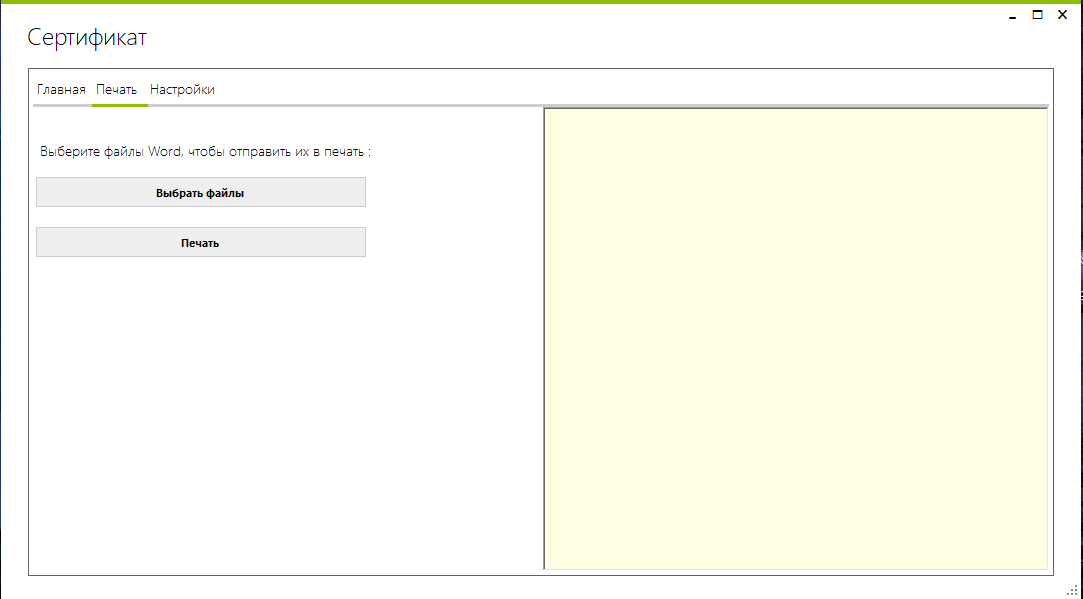 Сертификат
Главная Печать Настройки
Выберите файлы Word, чтобы отправить их в печать :
Выбрать файлы
Печать